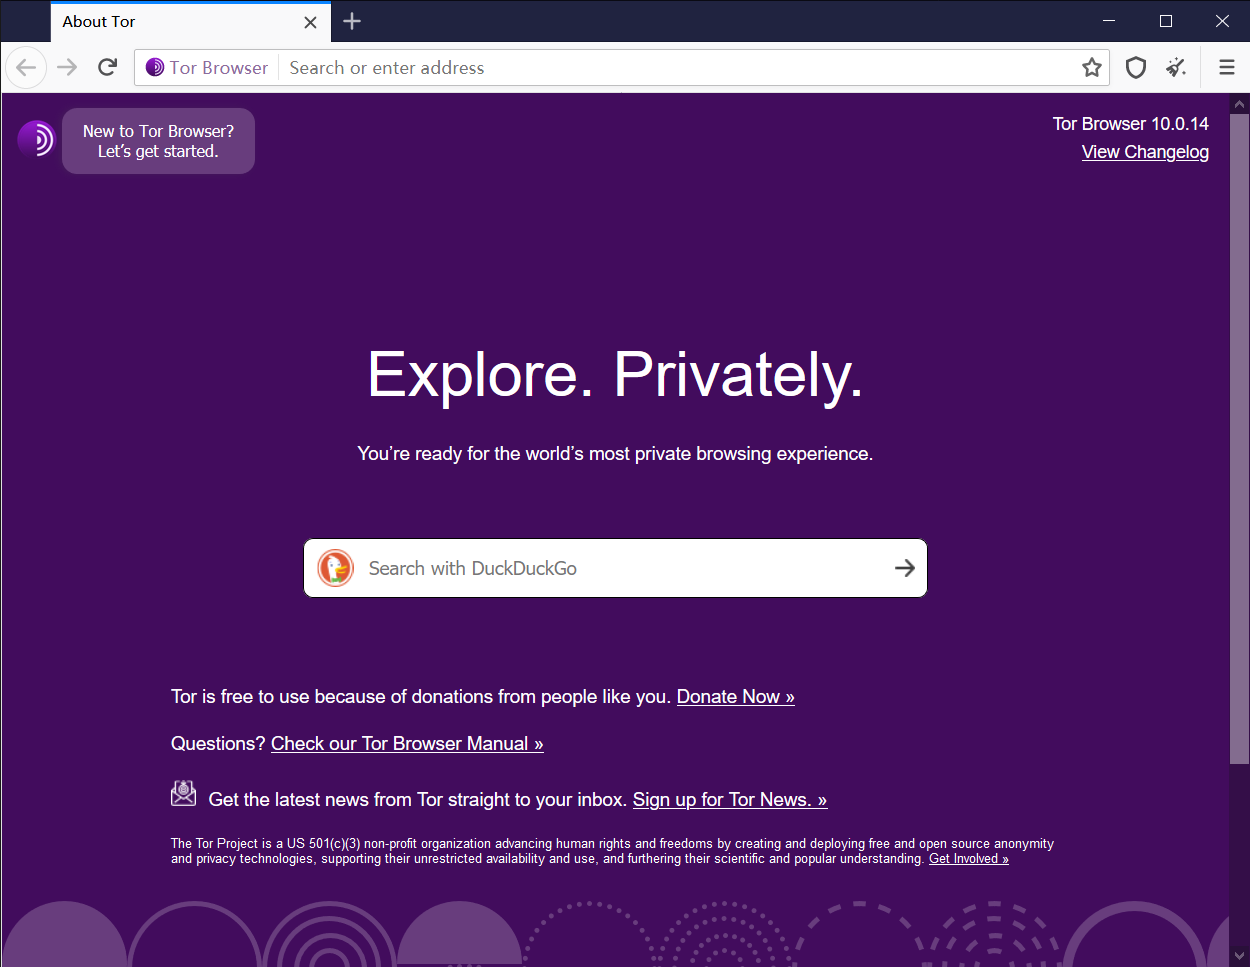 About Tor
Tor Browser
Search or enter address
New to Tor Browser?
Let’s get started.
Tor Browser 10.0.14
View Changelog
Explore. Privately.
You’re ready for the world’s most private browsing experience.
Search with DuckDuckGo
Tor is free to use because of donations from people like you. Donate Now »
Questions? Check our Tor Browser Manual »
Get the latest news from Tor straight to your inbox. Sign up for Tor News. »
The Tor Project is a US 501(c)(3) non-profit organization advancing human rights and freedoms by creating and deploying free and open source anonymity
and privacy technologies, supporting their unrestricted availability and use, and furthering their scientific and popular understanding. Get Involved »